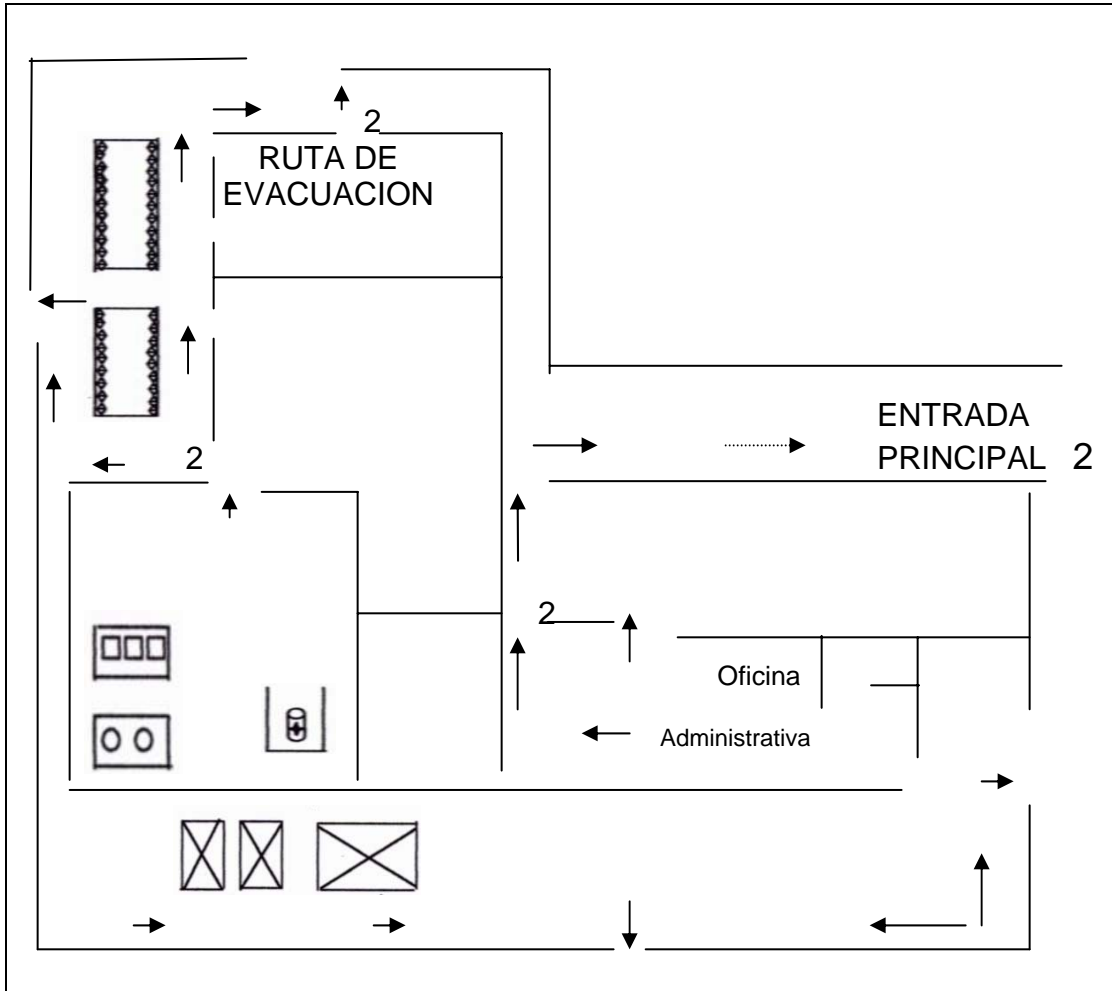 2
RUTA DE
EVACUACION
ENTRADA
PRINCIPAL 2
2
2
Oficina
Administrativa